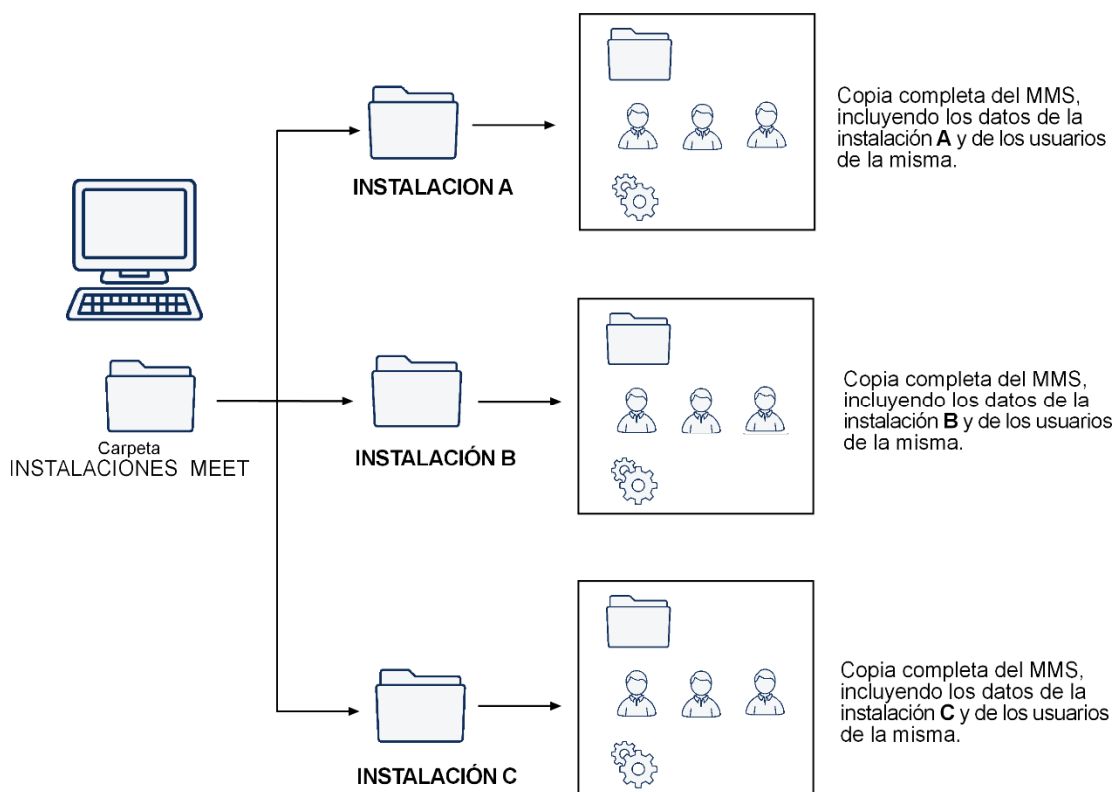 Carpeta
INSTALACIONES MEET
INSTALACION A
Copia completa del MMS,
incluyendo los datos de la
instalación A y de los usuarios
de la misma.
INSTALACIÓN B
Copia completa del MMS,
incluyendo los datos de la
instalación B y de los usuarios
de la misma.
INSTALACIÓN C
Copia completa del MMS,
incluyendo los datos de la
instalación C y de los usuarios
de la misma.